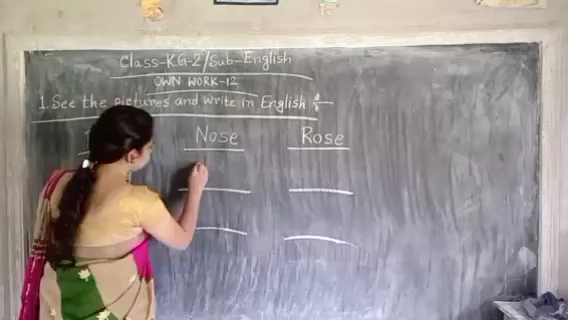 Class-KG-2/Sub-English
OWN WORK-12
1. See the pictures and write in English:-
Nose Rose